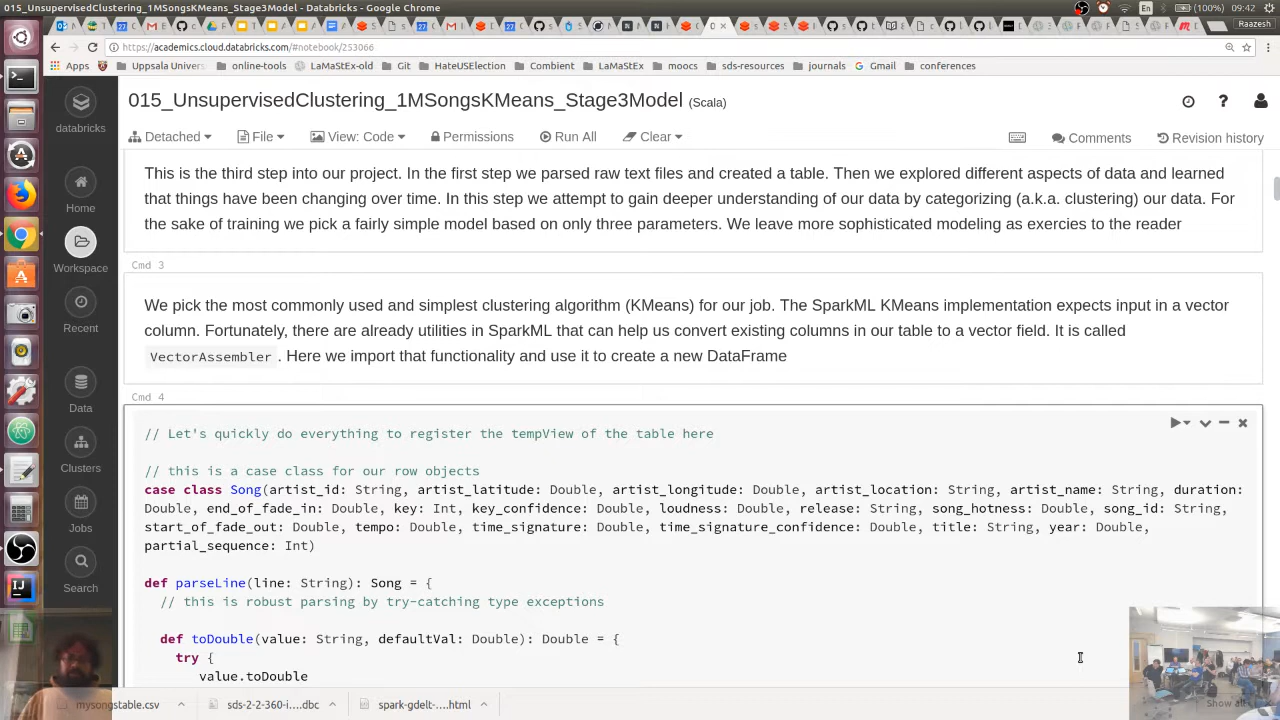 015_UnsupervisedClustering_1MSongsKMeans_Stage3Model - Databricks - Google Chrome
En
(100%)
09:42
Raazesh
https://academics.cloud.databricks.com/#notebook/253066
Apps
Uppsala Univers
online-tools
LaMaStEx-old
Git
HateUSElection
Combient
LaMaStEx
moocs
sds-resources
journals
Gmail
conferences
databricks
Home
Workspace
Recent
Data
Clusters
Jobs
Search
015_UnsupervisedClustering_1MSongsKMeans_Stage3Model (Scala)
Detached
File
View: Code
Permissions
Run All
Clear
Comments
Revision history
This is the third step into our project. In the first step we parsed raw text files and created a table. Then we explored different aspects of data and learned
that things have been changing over time. In this step we attempt to gain deeper understanding of our data by categorizing (a.k.a. clustering) our data. For
the sake of training we pick a fairly simple model based on only three parameters. We leave more sophisticated modeling as exercies to the reader
Cmd 3
We pick the most commonly used and simplest clustering algorithm (KMeans) for our job. The SparkML KMeans implementation expects input in a vector
column. Fortunately, there are already utilities in SparkML that can help us convert existing columns in our table to a vector field. It is called
VectorAssembler . Here we import that functionality and use it to create a new DataFrame
Cmd 4
// Let's quickly do everything to register the tempView of the table here
// this is a case class for our row objects
case class Song(artist_id: String, artist_latitude: Double, artist_longitude: Double, artist_location: String, artist_name: String, duration:
Double, end_of_fade_in: Double, key: Int, key_confidence: Double, loudness: Double, release: String, song_hotness: Double, song_id: String,
start_of_fade_out: Double, tempo: Double, time_signature: Double, time_signature_confidence: Double, title: String, year: Double,
partial_sequence: Int)
def parseLine(line: String): Song = {
// this is robust parsing by try-catching type exceptions
def toDouble(value: String, defaultVal: Double): Double = {
try {
value.toDouble
mysongstable.csv
sds-2-2-360-i....dbc
spark-gdelt-....html
Show all